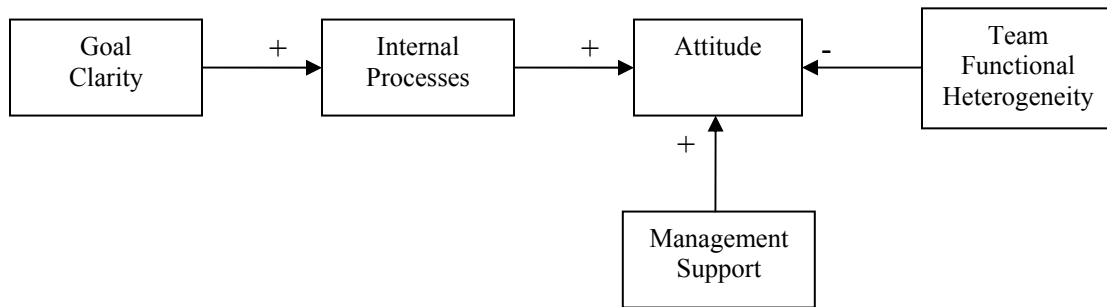 Goal
Clarity
+
Internal
Processes
+
Attitude
-
Team
Functional
Heterogeneity
+
Management
Support